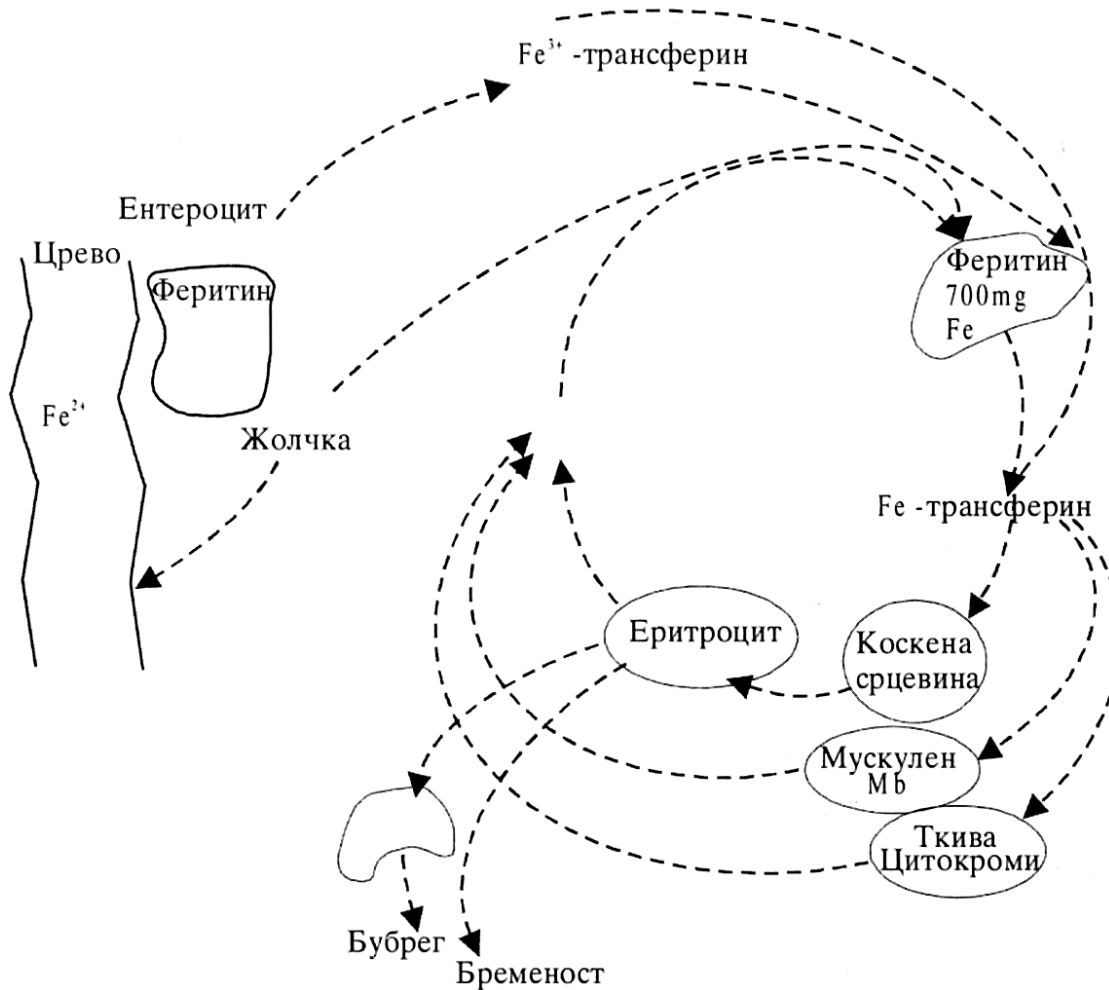 Fe³⁺ -трансферин
Ентероцит
Црево
Феритин
Fe²⁺
Жолчка
Феритин
700mg
Fe
Fe -трансферин
Еритроцит
Коскена
срцевина
Мускулен
Mb
Ткива
Цитокроми
Бубрег
Бременост